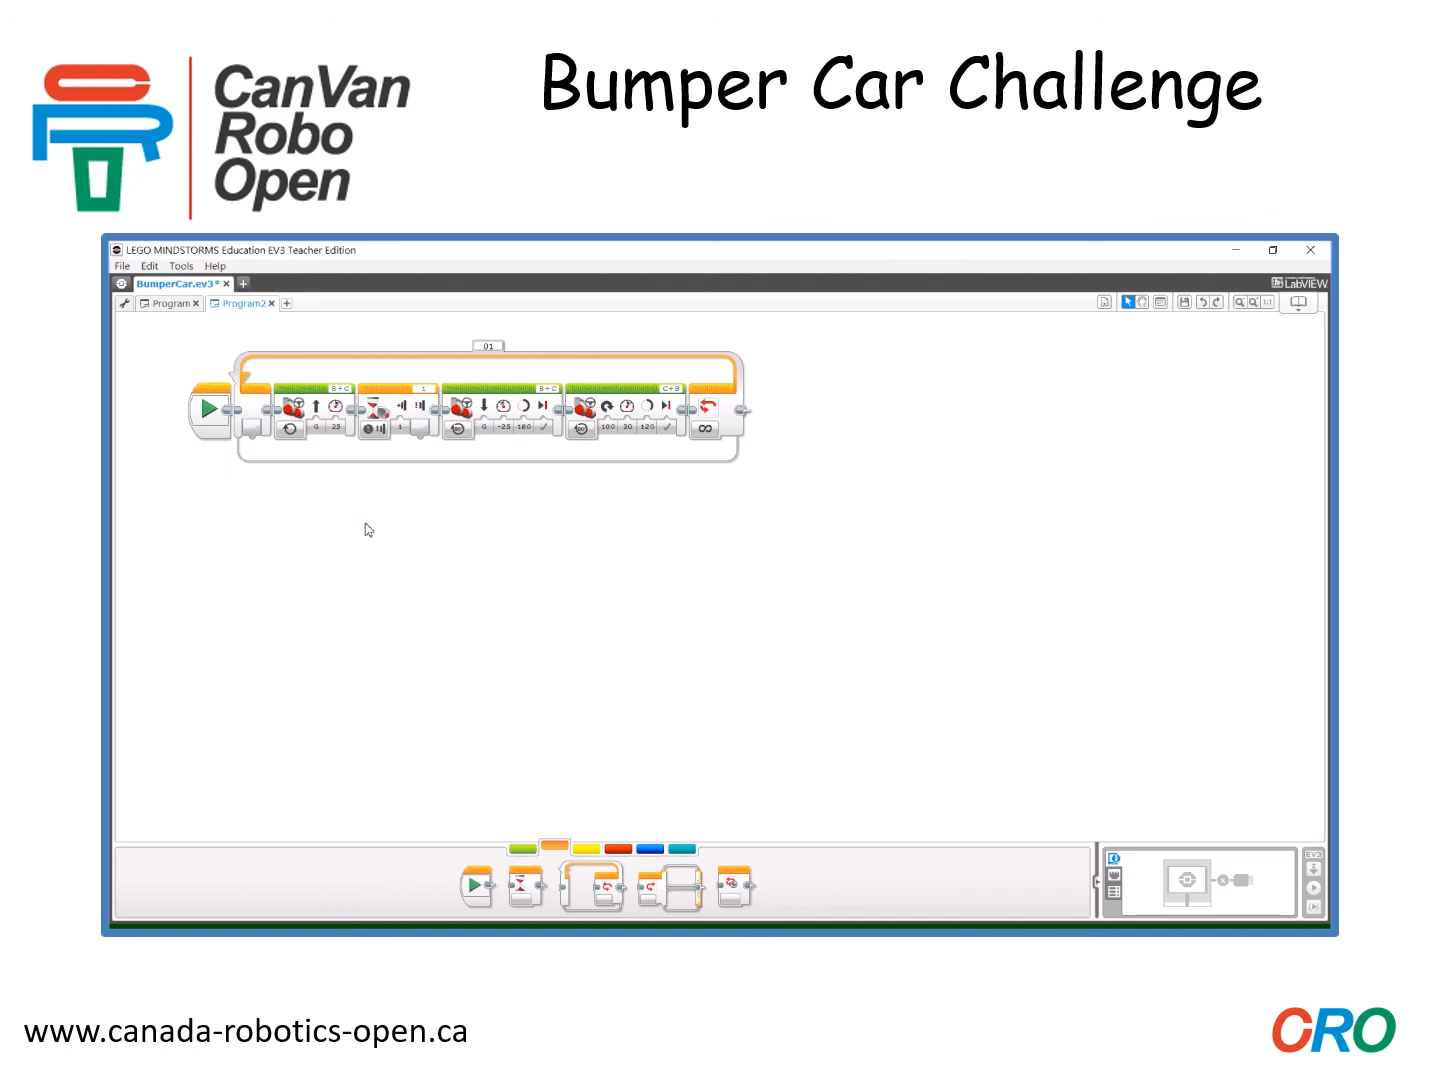 CanVan
Robo
Open
Bumper Car Challenge
LEGO MINDSTORMS Education EV3 Teacher Edition
File Edit Tools Help
BumperCar.ev3*
LabVIEW
Program Program2
1:1
01
B+C 1 B+C C+B
0 25 1 0 -25 180 100 30 120
EV3
www.canada-robotics-open.ca
CRO